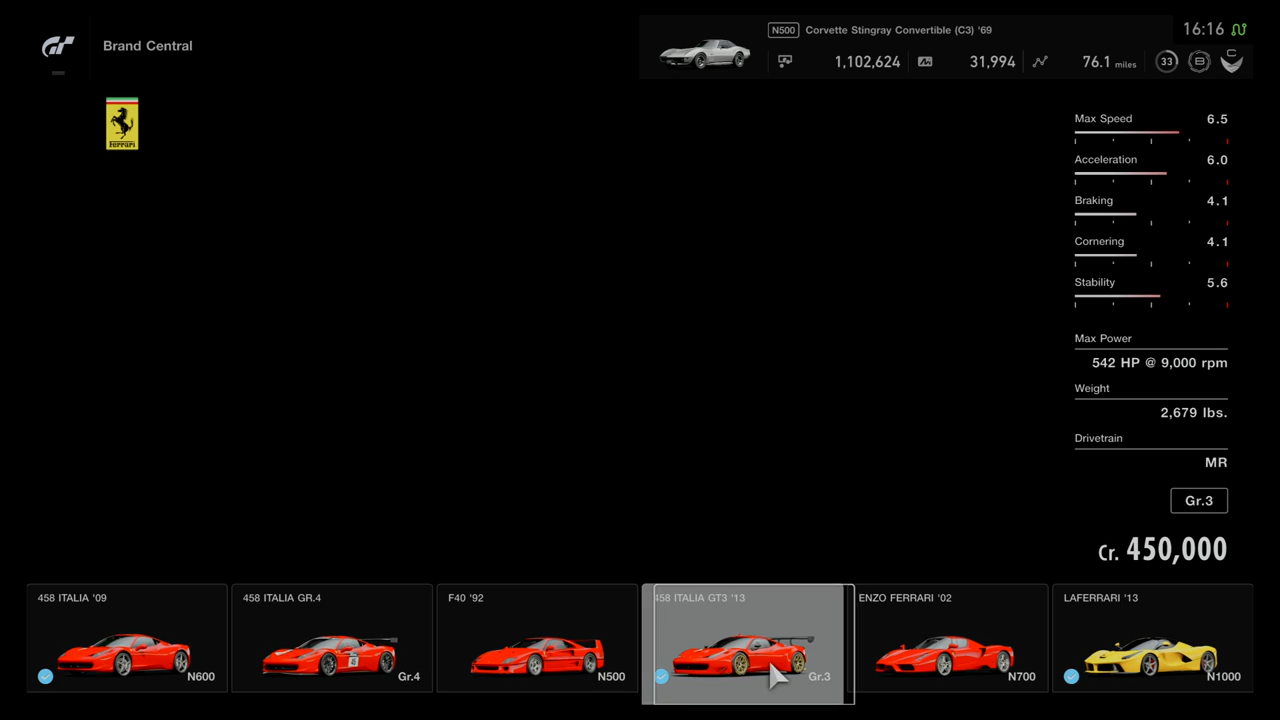 Brand Central
N500 Corvette Stingray Convertible (C3) '69
16:16
1,102,624
31,994
76.1 miles
33
B
C
Ferrari
Max Speed 6.5
Acceleration 6.0
Braking 4.1
Cornering 4.1
Stability 5.6
Max Power
542 HP @ 9,000 rpm
Weight
2,679 lbs.
Drivetrain
MR
Gr.3
Cr. 450,000
458 ITALIA '09
N600
458 ITALIA GR.4
Gr.4
F40 '92
N500
458 ITALIA GT3 '13
Gr.3
ENZO FERRARI '02
N700
LAFERRARI '13
N1000